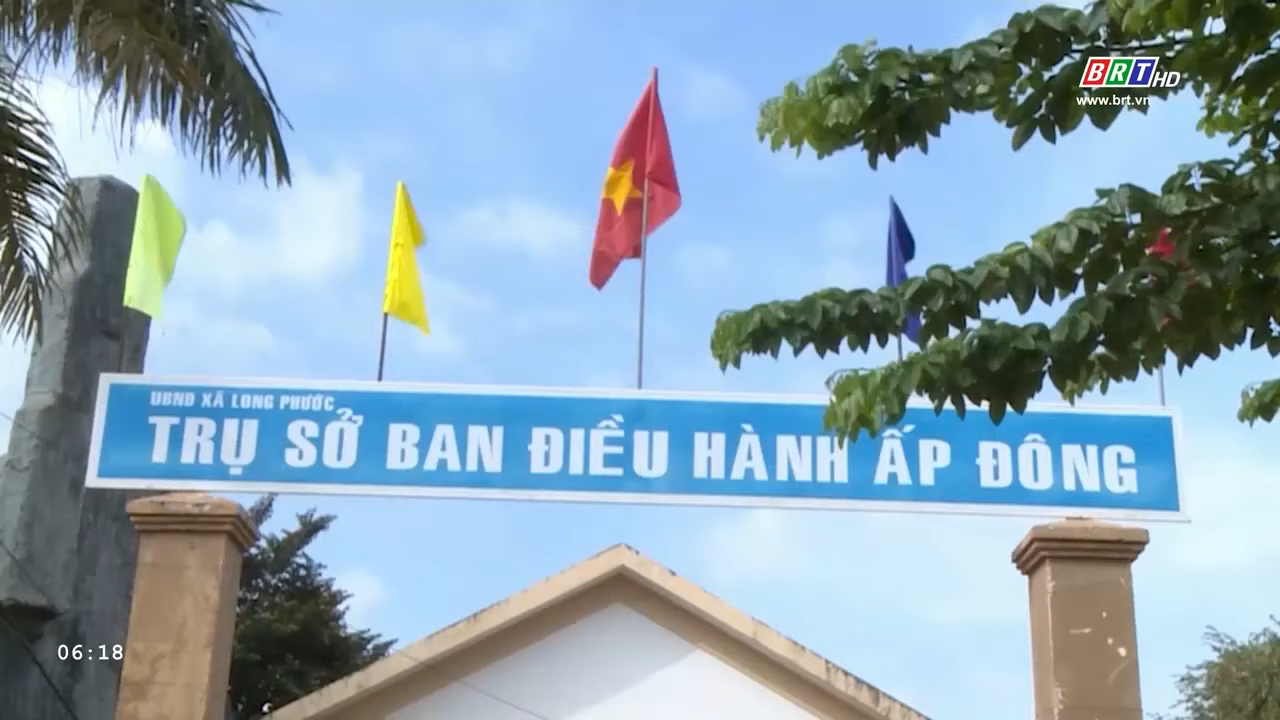 BRT HD
www.brt.vn
UBND XÃ LONG PHƯỚC
TRỤ SỞ BAN ĐIỀU HÀNH ẤP ĐÔNG
06:18